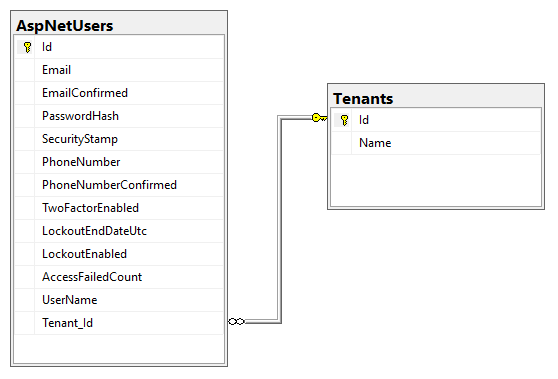 AspNetUsers
Id
Email
EmailConfirmed
PasswordHash
SecurityStamp
PhoneNumber
PhoneNumberConfirmed
TwoFactorEnabled
LockoutEndDateUtc
LockoutEnabled
AccessFailedCount
UserName
Tenant_Id
Tenants
Id
Name